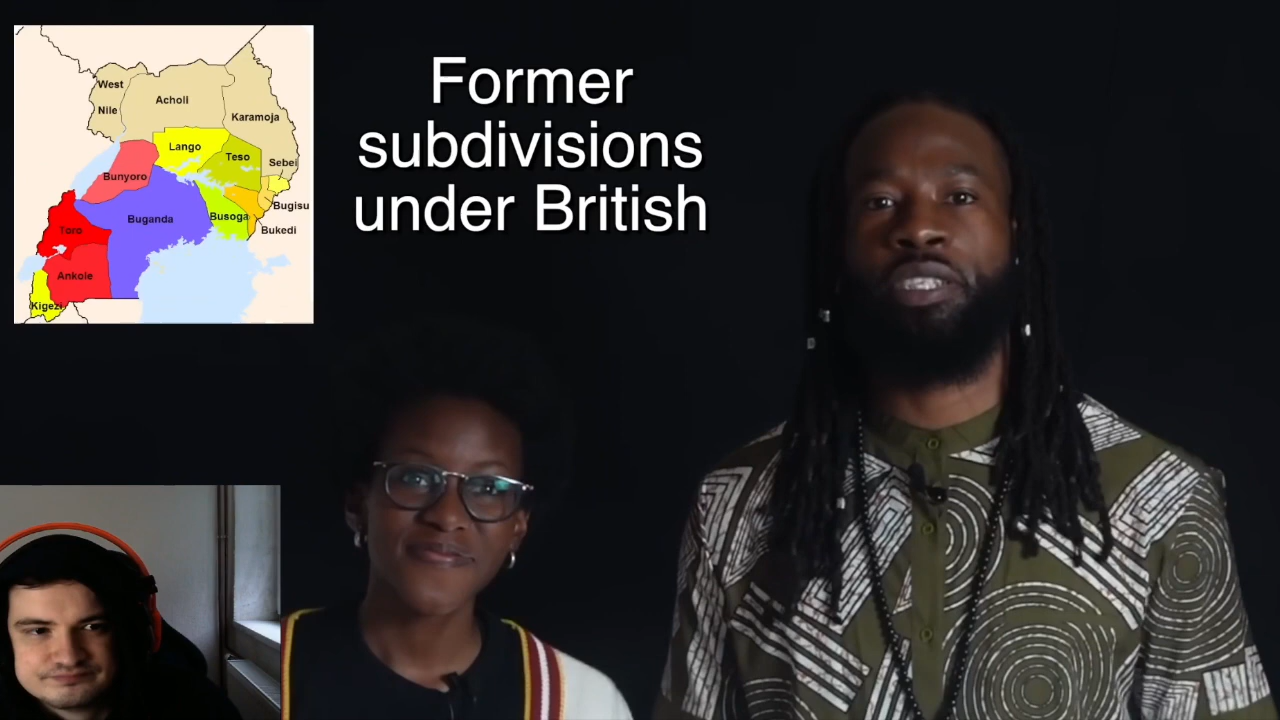 West
Nile
Acholi
Karamoja
Lango
Teso
Sebei
Bunyoro
Bugisu
Buganda
Busoga
Toro
Bukedi
Ankole
Kigezi
Former
subdivisions
under British